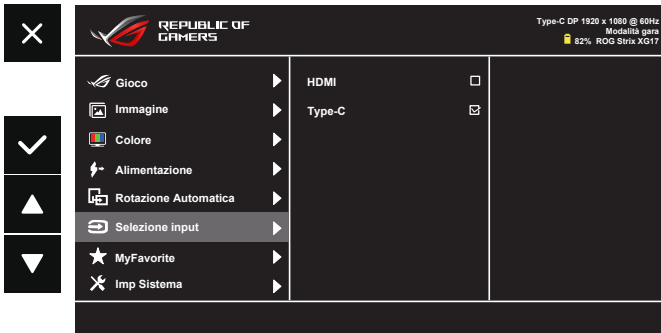 REPUBLIC OF
GAMERS
Type-C DP 1920 x 1080 @ 60Hz
Modalità gara
82% ROG Strix XG17
Gioco
Immagine
Colore
Alimentazione
Rotazione Automatica
Selezione input
MyFavorite
Imp Sistema
HDMI
Type-C